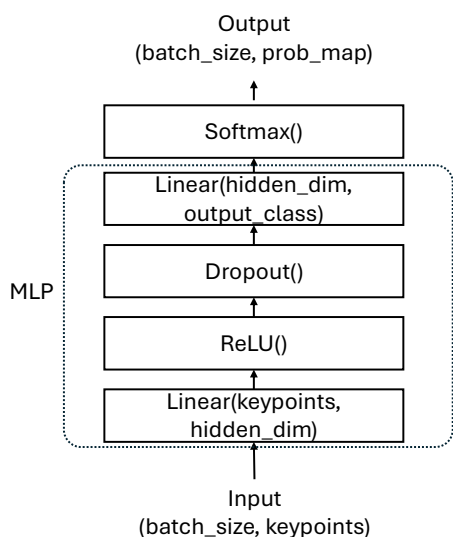 Output
(batch_size, prob_map)
Softmax()
Linear(hidden_dim,
output_class)
Dropout()
MLP
ReLU()
Linear(keypoints,
hidden_dim)
Input
(batch_size, keypoints)